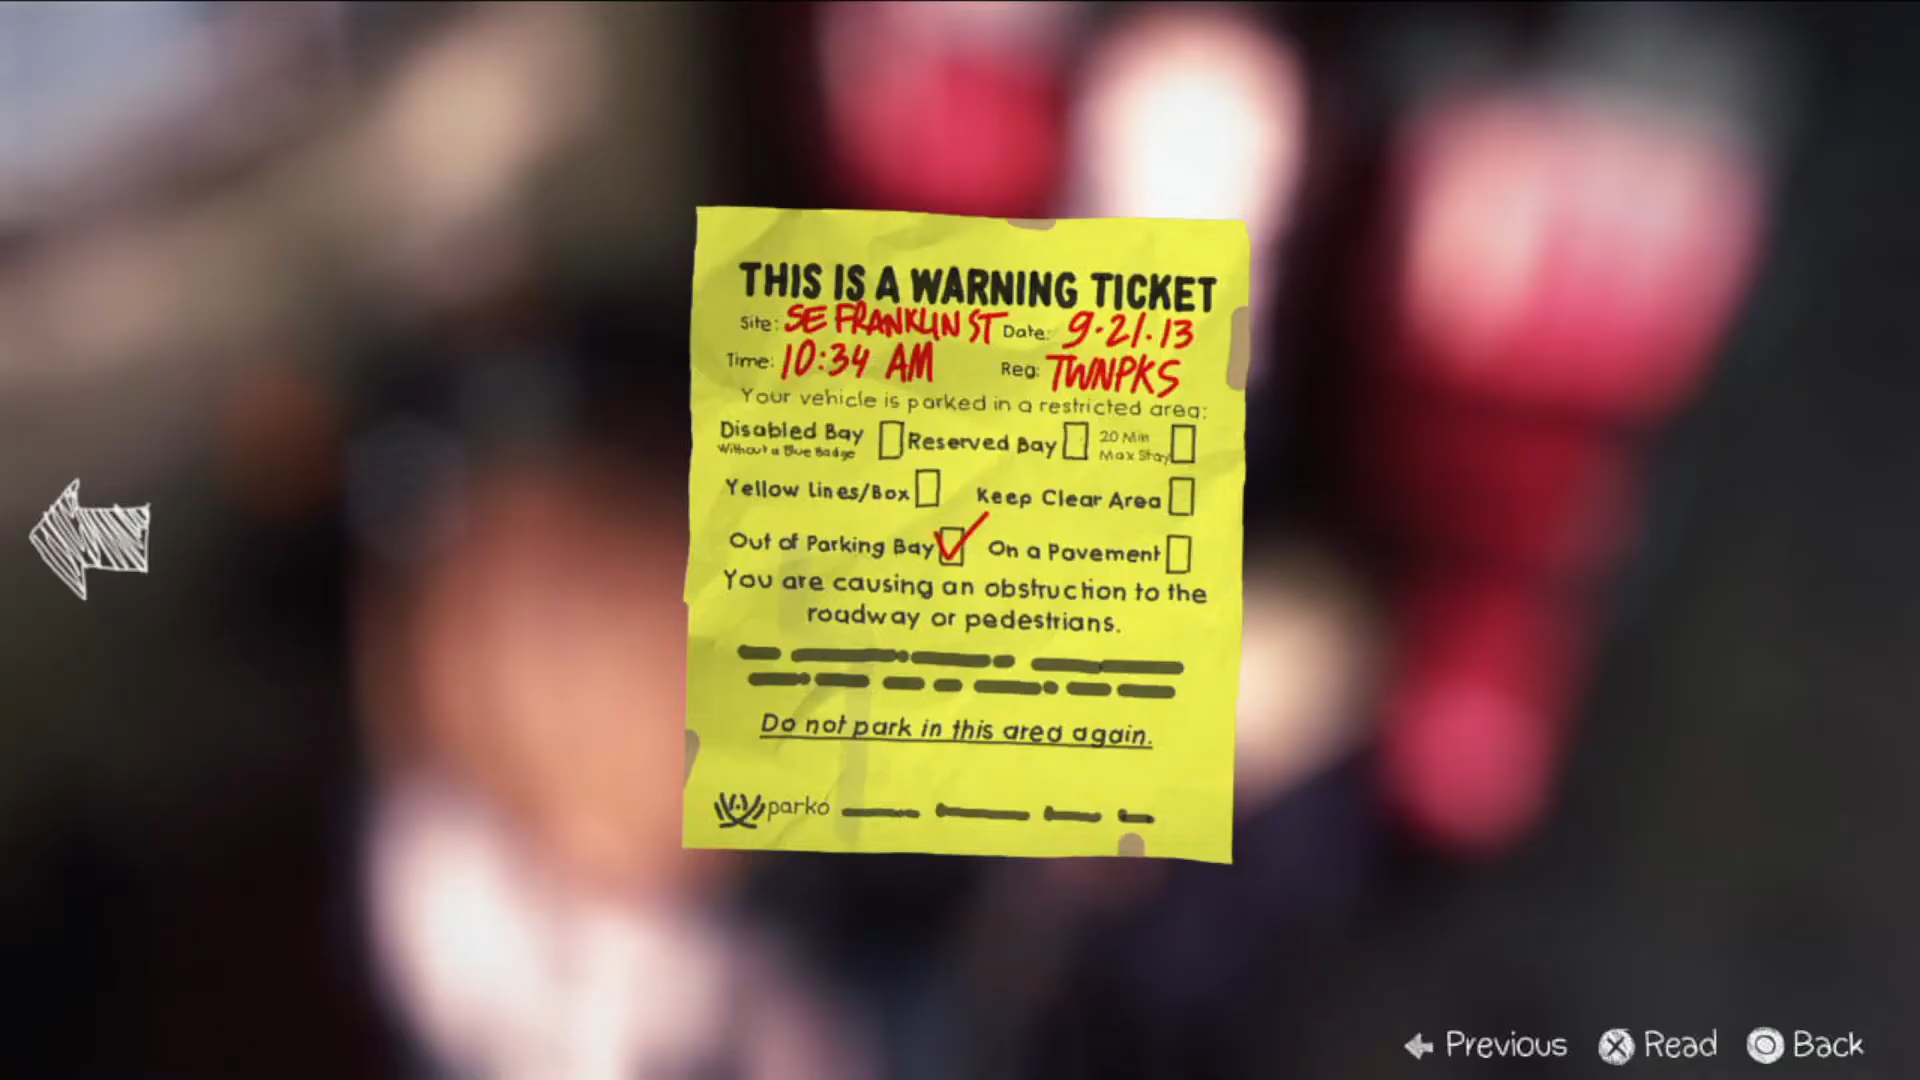 THIS IS A WARNING TICKET
Site: SE FRANKLIN ST Date: 9.21.13
Time: 10:34 AM Reg: TWNPKS
Your vehicle is parked in a restricted area:
Disabled Bay Reserved Bay 20 Min
Without a Blue Badge Max Stay
Yellow Lines/Box Keep Clear Area
Out of Parking Bay On a Pavement
You are causing an obstruction to the
roadway or pedestrians.
Do not park in this area again.
parko
Previous Read Back